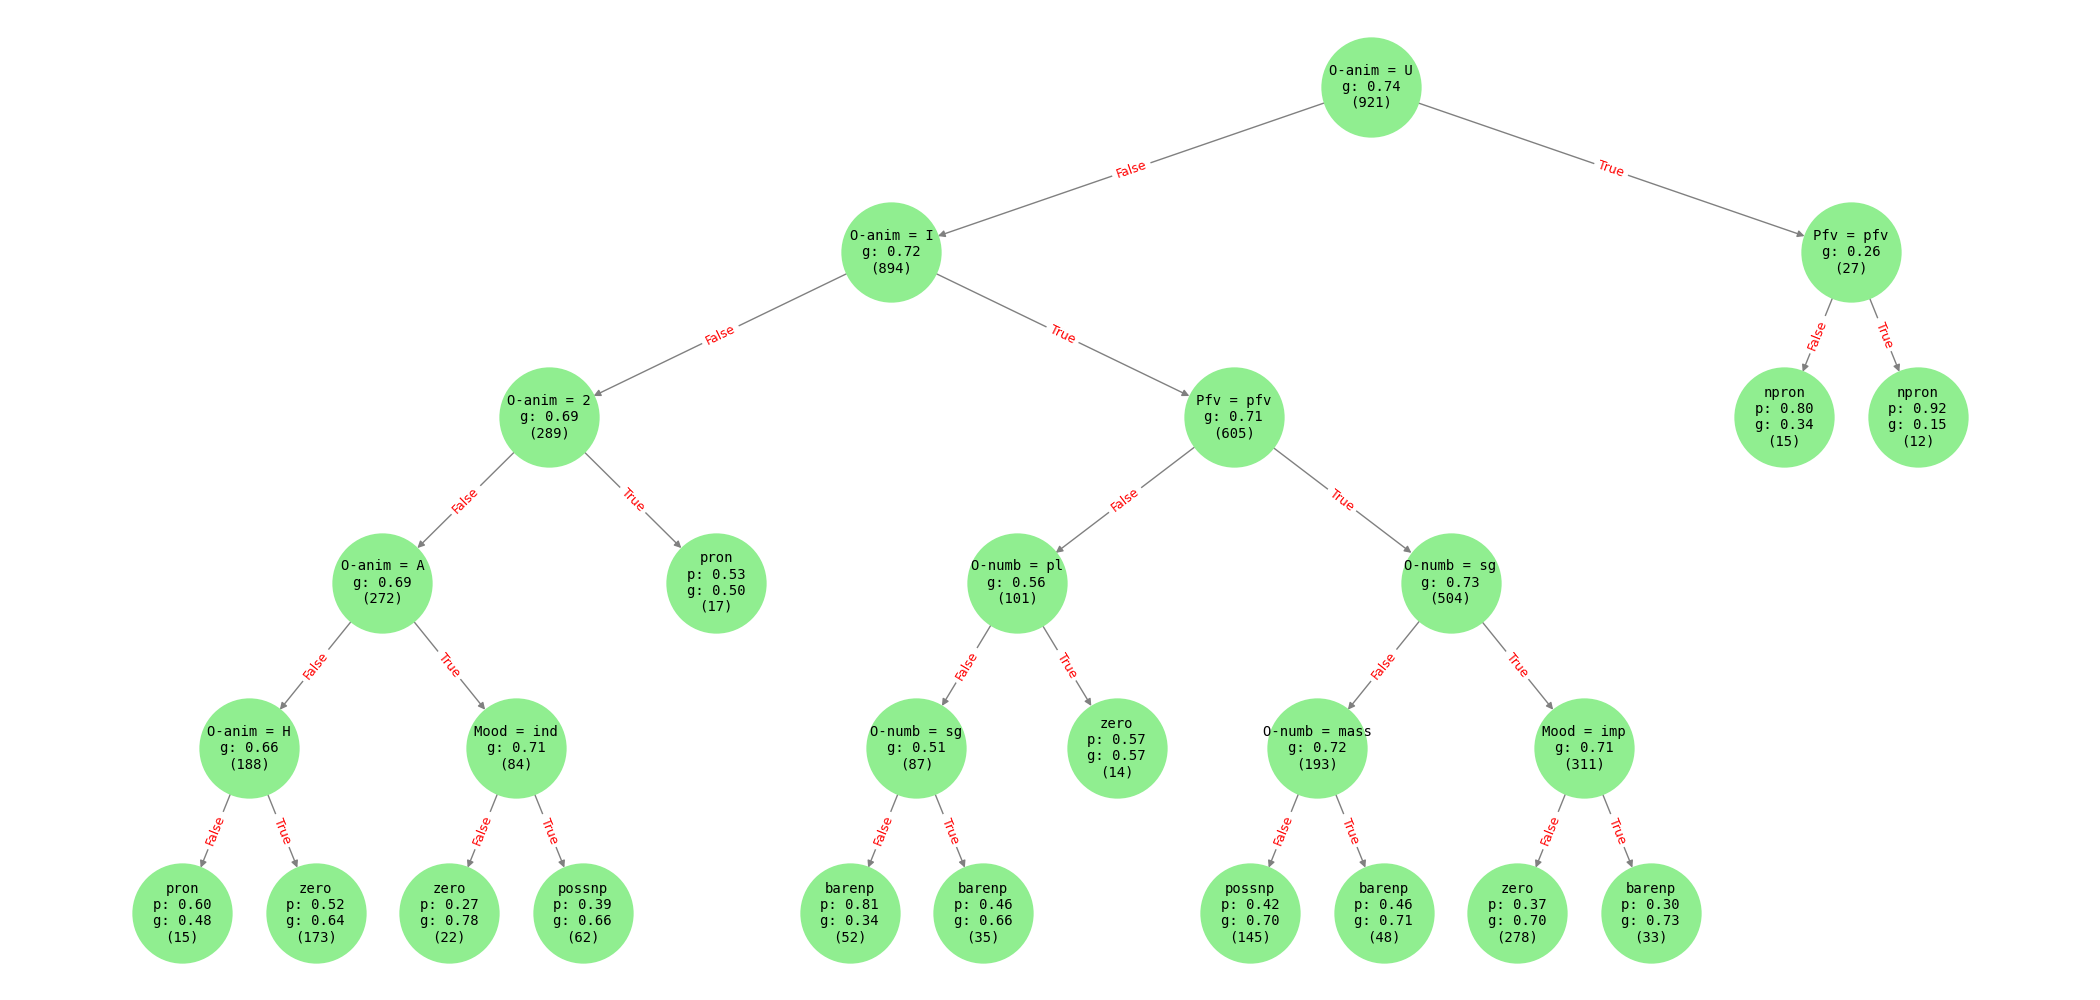 O-anim = U
g: 0.74
(921)
False
True
O-anim = I
g: 0.72
(894)
Pfv = pfv
g: 0.26
(27)
False
True
False
True
O-anim = 2
g: 0.69
(289)
Pfv = pfv
g: 0.71
(605)
npron
p: 0.80
g: 0.34
(15)
npron
p: 0.92
g: 0.15
(12)
False
True
False
True
O-anim = A
g: 0.69
(272)
pron
p: 0.53
g: 0.50
(17)
O-numb = pl
g: 0.56
(101)
O-numb = sg
g: 0.73
(504)
False
True
False
True
False
True
O-anim = H
g: 0.66
(188)
Mood = ind
g: 0.71
(84)
O-numb = sg
g: 0.51
(87)
zero
p: 0.57
g: 0.57
(14)
O-numb = mass
g: 0.72
(193)
Mood = imp
g: 0.71
(311)
False
True
False
True
False
True
False
True
False
True
pron
p: 0.60
g: 0.48
(15)
zero
p: 0.52
g: 0.64
(173)
zero
p: 0.27
g: 0.78
(22)
possnp
p: 0.39
g: 0.66
(62)
barenp
p: 0.81
g: 0.34
(52)
barenp
p: 0.46
g: 0.66
(35)
possnp
p: 0.42
g: 0.70
(145)
barenp
p: 0.46
g: 0.71
(48)
zero
p: 0.37
g: 0.70
(278)
barenp
p: 0.30
g: 0.73
(33)